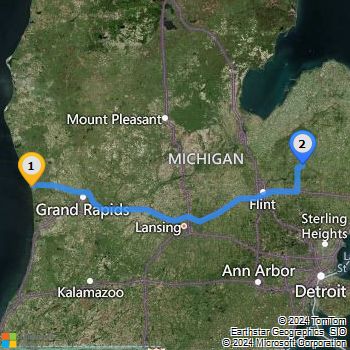 2
Mount Pleasant
MICHIGAN
1
Grand Rapids
Flint
Lansing
Sterling
Heights
Ann Arbor
Kalamazoo
Detroit
© 2024 TomTom
Earthstar Geographics SIO
© 2024 Microsoft Corporation